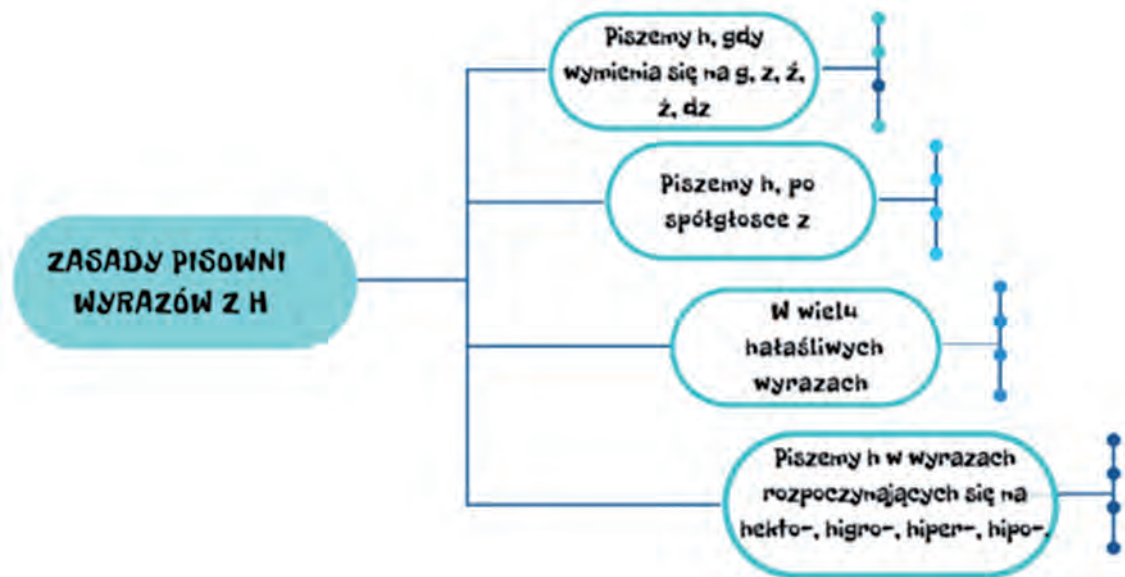 Piszemy h, gdy
wymienia się na g, z, ź,
ż, dz
Piszemy h, po
spółgłosce z
ZASADY PISOWNI
WYRAZÓW Z H
W wielu
hałaśliwych
wyrazach
Piszemy h w wyrazach
rozpoczynających się na
hekto-, higro-, hiper-, hipo-.